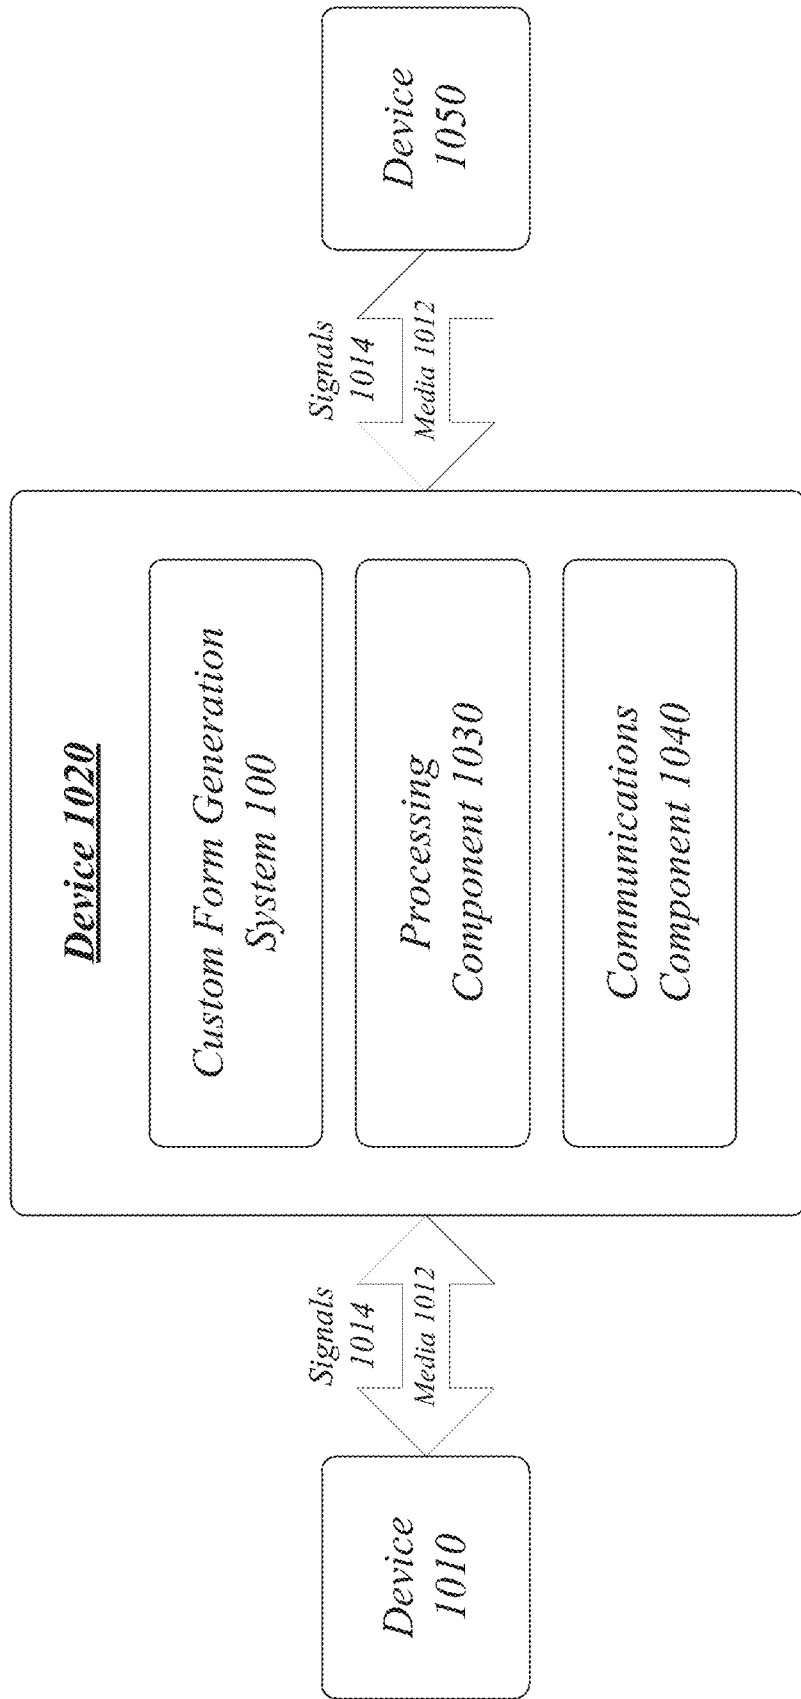 Device 1020
Device
1010
Signals
1014
Media 1012
Custom Form Generation
System 100
Processing
Component 1030
Communications
Component 1040
Signals
1014
Media 1012
Device
1050